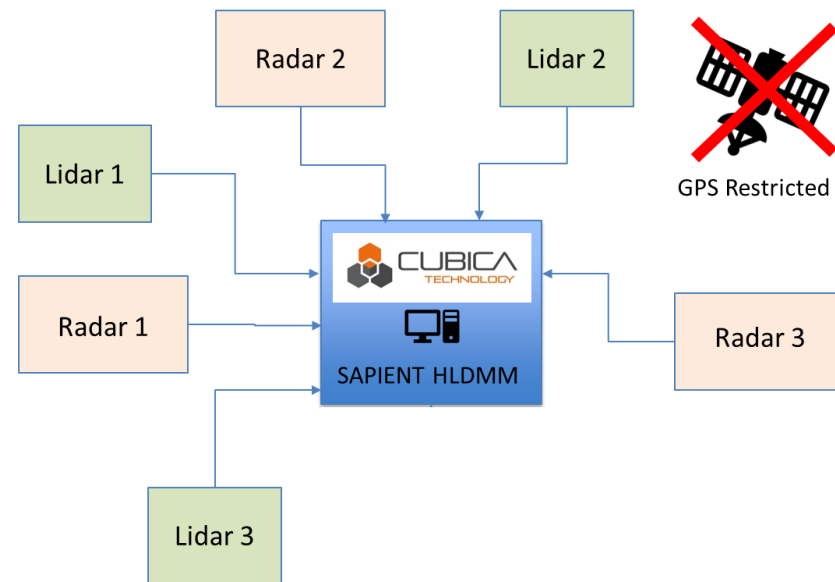 Radar 2
Lidar 2
GPS Restricted
Lidar 1
CUBICA
TECHNOLOGY
Radar 1
SAPIENT HLDMM
Radar 3
Lidar 3